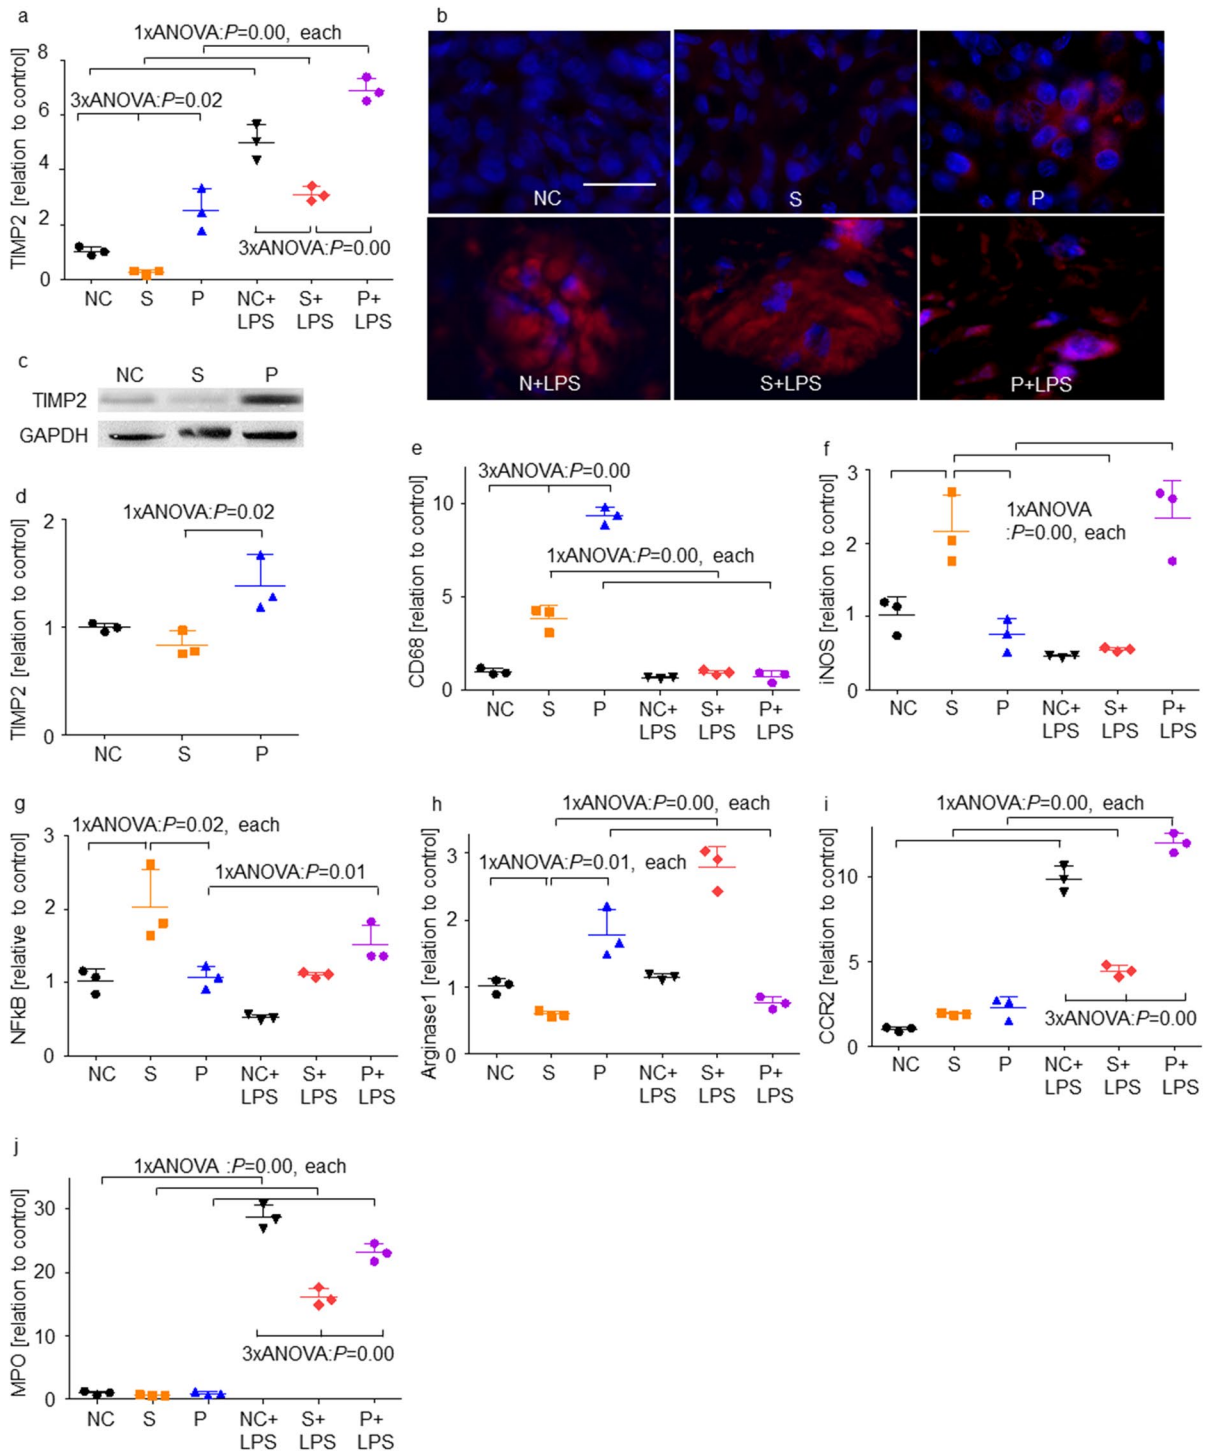 a
1xANOVA:P=0.00, each
3xANOVA:P=0.02
3xANOVA:P=0.00
TIMP2 [relation to control]
8
6
4
2
0
NC
S
P
NC+
LPS
S+
LPS
P+
LPS
b
NC
S
P
N+LPS
S+LPS
P+LPS
c
NC
S
P
TIMP2
GAPDH
d
1xANOVA:P=0.02
TIMP2 [relation to control]
2
1
0
NC
S
P
e
3xANOVA:P=0.00
1xANOVA:P=0.00, each
CD68 [relation to control]
10
5
0
NC
S
P
NC+
LPS
S+
LPS
P+
LPS
f
1xANOVA
:P=0.00, each
iNOS [relation to control]
3
2
1
0
NC
S
P
NC+
LPS
S+
LPS
P+
LPS
g
1xANOVA:P=0.02, each
1xANOVA:P=0.01
NFkB [relative to control]
3
2
1
0
NC
S
P
NC+
LPS
S+
LPS
P+
LPS
h
1xANOVA:P=0.00, each
1xANOVA:P=0.01, each
Arginase1 [relation to control]
3
2
1
0
NC
S
P
NC+
LPS
S+
LPS
P+
LPS
i
1xANOVA:P=0.00, each
3xANOVA:P=0.00
CCR2 [relation to control]
10
5
0
NC
S
P
NC+
LPS
S+
LPS
P+
LPS
j
1xANOVA :P=0.00, each
3xANOVA:P=0.00
MPO [relation to control]
30
20
10
0
NC
S
P
NC+
LPS
S+
LPS
P+
LPS